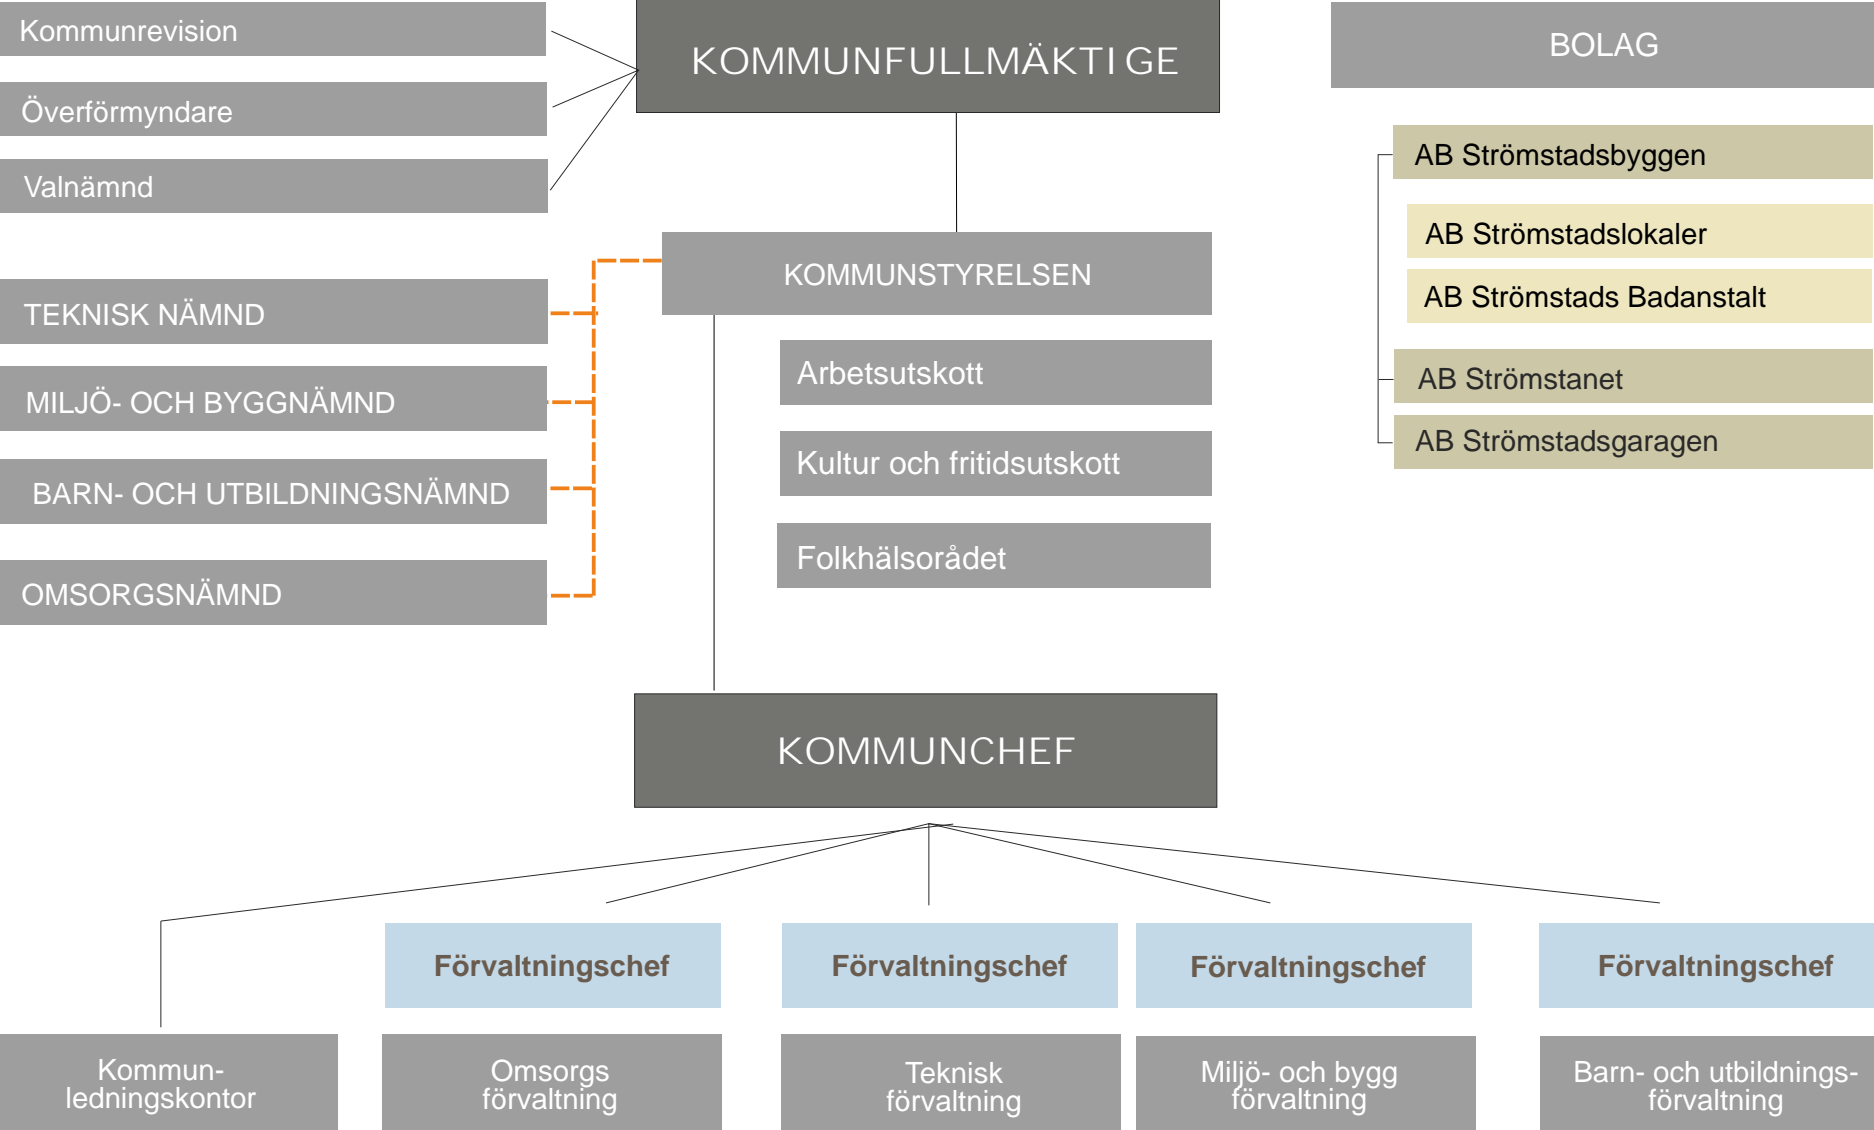 Kommunrevision
Överförmyndare
Valnämnd
KOMMUNFULLMÄKTIGE
BOLAG
AB Strömstadsbyggen
AB Strömstadslokaler
AB Strömstads Badanstalt
AB Strömstanet
AB Strömstadsgaragen
TEKNISK NÄMND
MILJÖ- OCH BYGGNÄMND
BARN- OCH UTBILDNINGSNÄMND
OMSORGSNÄMND
KOMMUNSTYRELSEN
Arbetsutskott
Kultur och fritidsutskott
Folkhälsorådet
KOMMUNCHEF
Förvaltningschef
Förvaltningschef
Förvaltningschef
Förvaltningschef
Kommun-
ledningskontor
Omsorgs
förvaltning
Teknisk
förvaltning
Miljö- och bygg
förvaltning
Barn- och utbildnings-
förvaltning